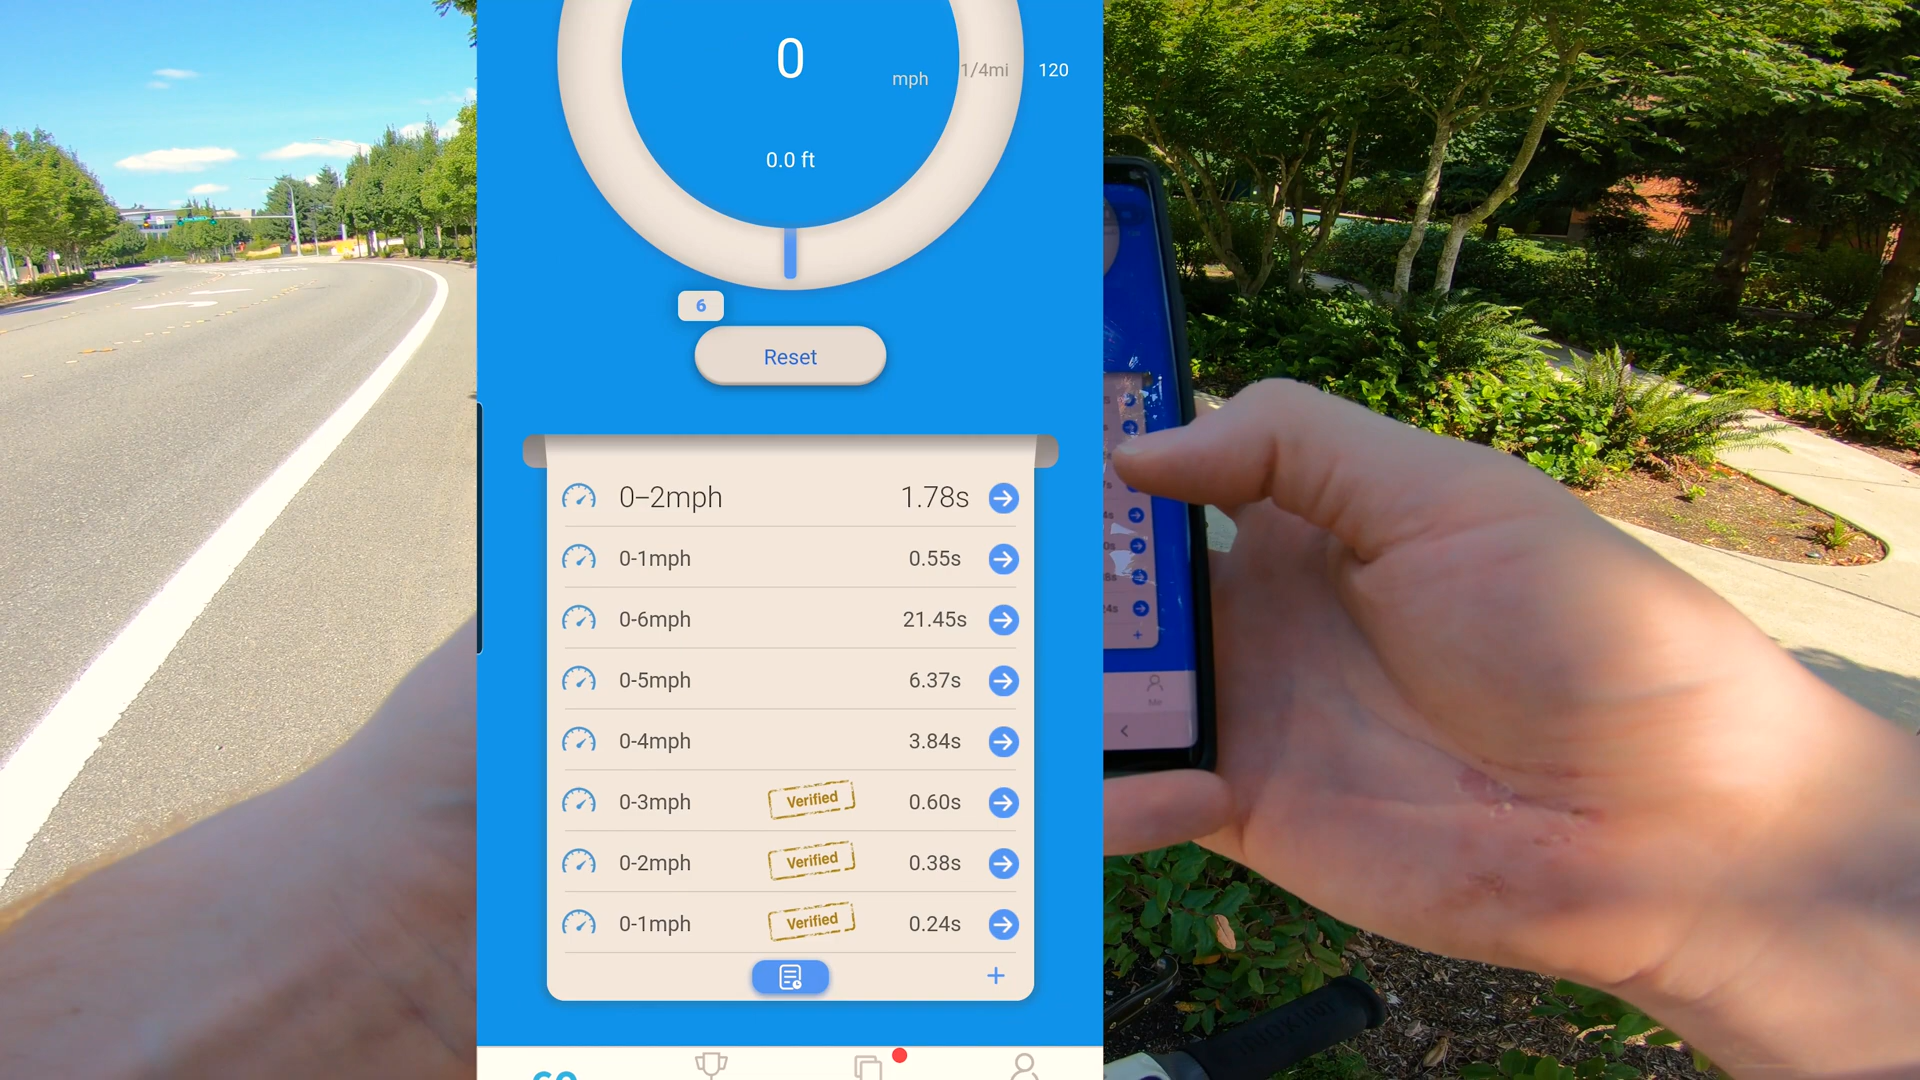 0
mph
1/4mi
120
0.0 ft
6
Reset
0–2mph 1.78s
0-1mph 0.55s
0-6mph 21.45s
0-5mph 6.37s
0-4mph 3.84s
0-3mph Verified 0.60s
0-2mph Verified 0.38s
0-1mph Verified 0.24s
Me